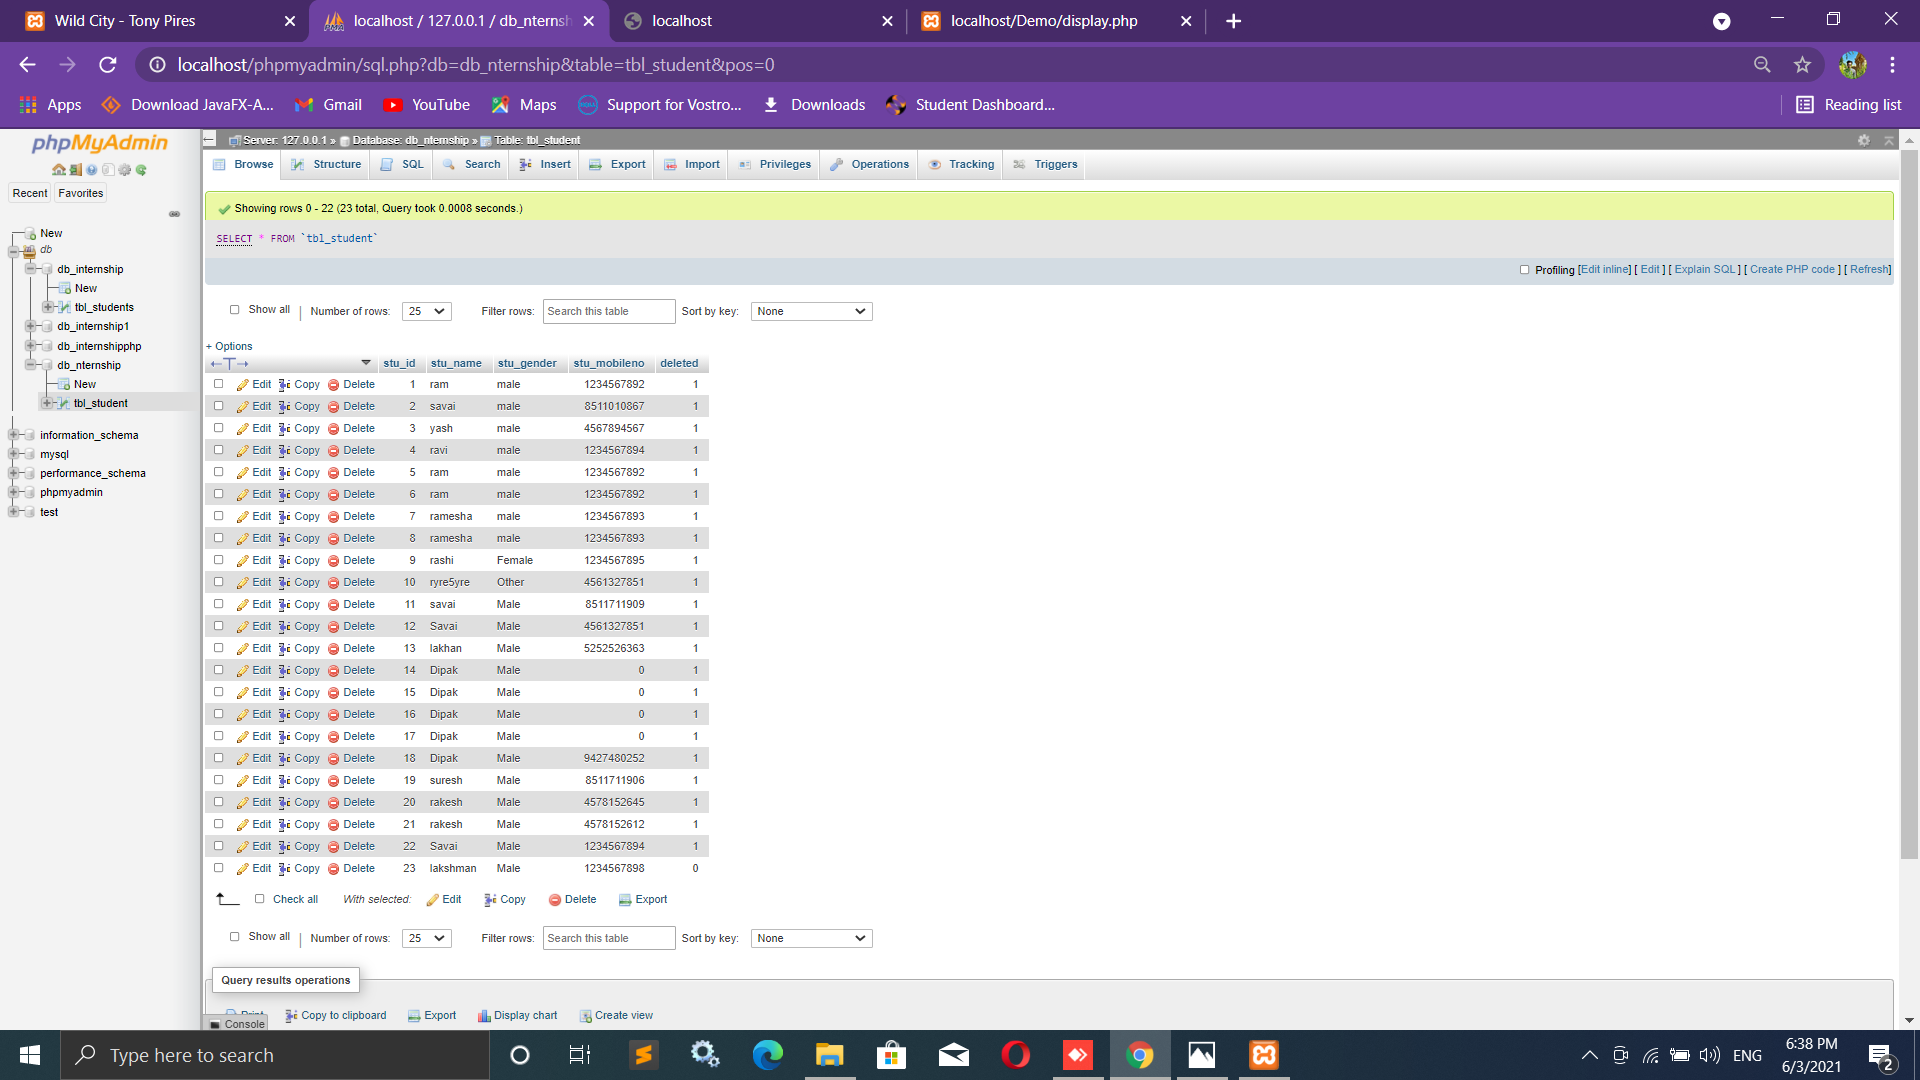 Wild City - Tony Pires
localhost / 127.0.0.1 / db_nternsh
localhost
localhost/Demo/display.php
localhost/phpmyadmin/sql.php?db=db_nternship&table=tbl_student&pos=0
Apps Download JavaFX-A... Gmail YouTube Maps Support for Vostro... Downloads Student Dashboard... Reading list
phpMyAdmin
Recent Favorites
New
db
db_internship
New
tbl_students
db_internship1
db_internshipphp
db_nternship
New
tbl_student
information_schema
mysql
performance_schema
phpmyadmin
test
Server: 127.0.0.1 » Database: db_nternship » Table: tbl_student
Browse Structure SQL Search Insert Export Import Privileges Operations Tracking Triggers
Showing rows 0 - 22 (23 total, Query took 0.0008 seconds.)
SELECT * FROM `tbl_student`
Profiling [Edit inline] [ Edit ] [ Explain SQL ] [ Create PHP code ] [ Refresh]
Show all | Number of rows: 25 Filter rows: Search this table Sort by key: None
+ Options
←T→ stu_id stu_name stu_gender stu_mobileno deleted
Edit Copy Delete 1 ram male 1234567892 1
Edit Copy Delete 2 savai male 8511010867 1
Edit Copy Delete 3 yash male 4567894567 1
Edit Copy Delete 4 ravi male 1234567894 1
Edit Copy Delete 5 ram male 1234567892 1
Edit Copy Delete 6 ram male 1234567892 1
Edit Copy Delete 7 ramesha male 1234567893 1
Edit Copy Delete 8 ramesha male 1234567893 1
Edit Copy Delete 9 rashi Female 1234567895 1
Edit Copy Delete 10 ryre5yre Other 4561327851 1
Edit Copy Delete 11 savai Male 8511711909 1
Edit Copy Delete 12 Savai Male 4561327851 1
Edit Copy Delete 13 lakhan Male 5252526363 1
Edit Copy Delete 14 Dipak Male 0 1
Edit Copy Delete 15 Dipak Male 0 1
Edit Copy Delete 16 Dipak Male 0 1
Edit Copy Delete 17 Dipak Male 0 1
Edit Copy Delete 18 Dipak Male 9427480252 1
Edit Copy Delete 19 suresh Male 8511711906 1
Edit Copy Delete 20 rakesh Male 4578152645 1
Edit Copy Delete 21 rakesh Male 4578152612 1
Edit Copy Delete 22 Savai Male 1234567894 1
Edit Copy Delete 23 lakshman Male 1234567898 0
Check all With selected: Edit Copy Delete Export
Show all | Number of rows: 25 Filter rows: Search this table Sort by key: None
Query results operations
Print Copy to clipboard Export Display chart Create view
Console
Type here to search
ENG
6:38 PM
6/3/2021
2